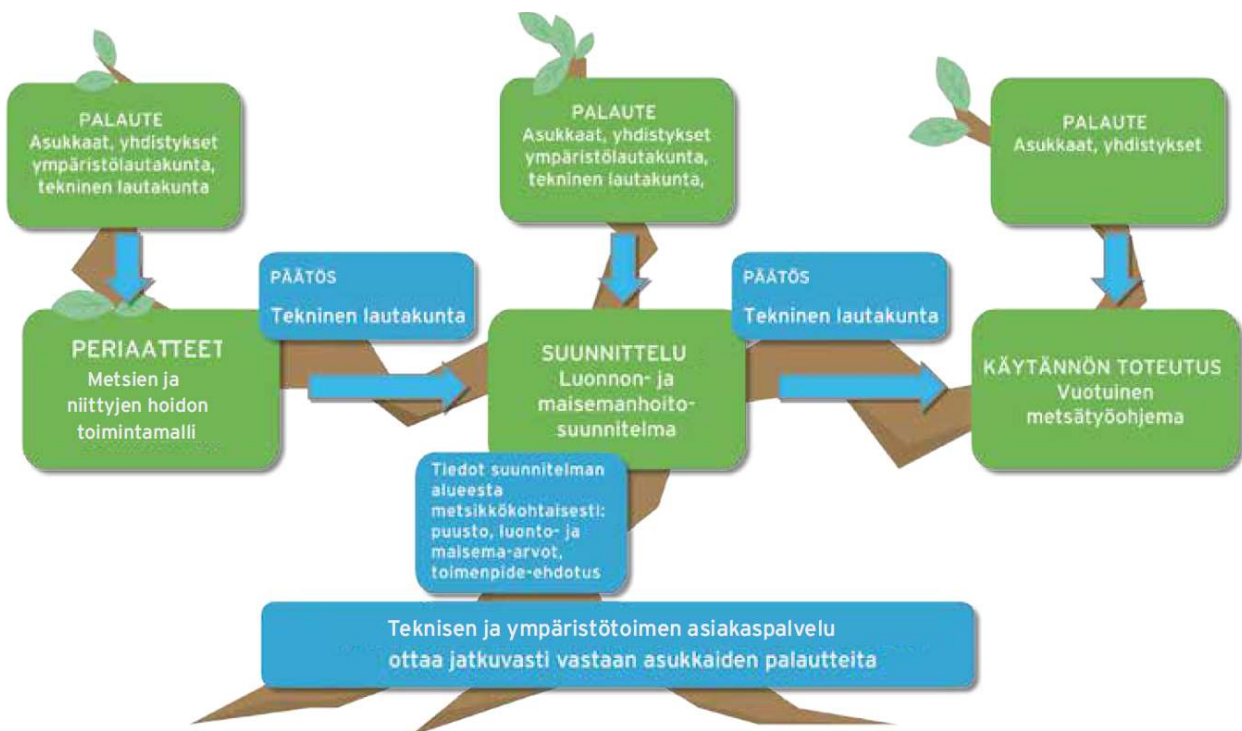 PALAUTE
Asukkaat, yhdistykset
ympäristölautakunta,
tekninen lautakunta
PALAUTE
Asukkaat, yhdistykset
ympäristölautakunta,
tekninen lautakunta,
PALAUTE
Asukkaat, yhdistykset
PÄÄTÖS
Tekninen lautakunta
PÄÄTÖS
Tekninen lautakunta
PERIAATTEET
Metsien ja
niittyjen hoidon
toimintamalli
SUUNNITTELU
Luonnon- ja
maisemanhoito-
suunnitelma
KÄYTÄNNÖN TOTEUTUS
Vuotuinen
metsätyöohjema
Tiedot suunnitelman
alueesta
metsikkökohtaisesti:
puusto, luonto- ja
maisema-arvot,
toimenpide-ehdotus
Teknisen ja ympäristötoimen asiakaspalvelu
ottaa jatkuvasti vastaan asukkaiden palautteita